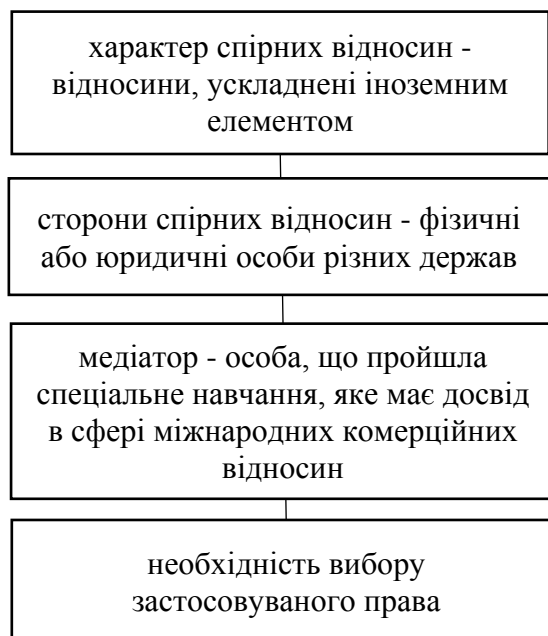 характер спірних відносин -
відносини, ускладнені іноземним
елементом
сторони спірних відносин - фізичні
або юридичні особи різних держав
медіатор - особа, що пройшла
спеціальне навчання, яке має досвід
в сфері міжнародних комерційних
відносин
необхідність вибору
застосовуваного права